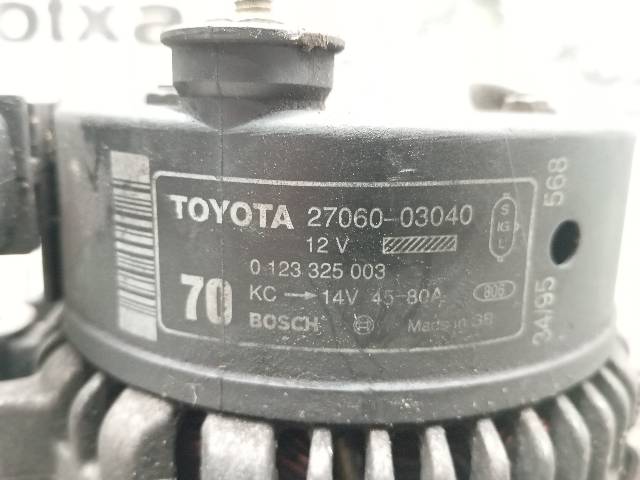 TOYOTA 27060-03040
12 V
S
IG
L
70
0 123 325 003
KC → 14V 45-80A
806
BOSCH
Made in GB
34/95 568